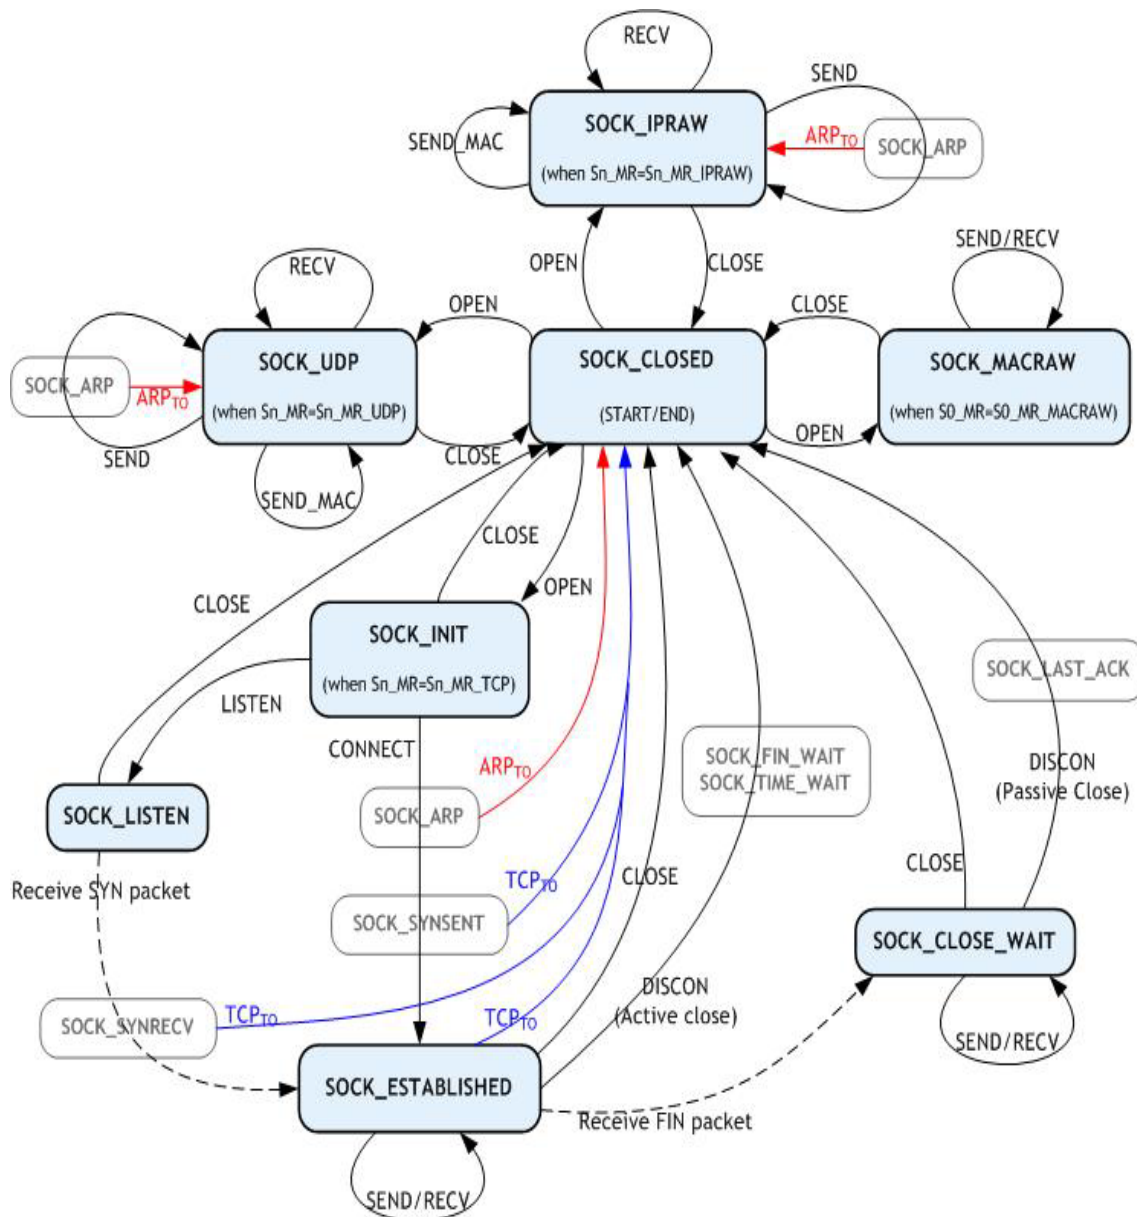 RECV
SEND
SOCK_IPRAW
SEND_MAC
ARPTO
SOCK_ARP
(when Sn_MR=Sn_MR_IPRAW)
SEND/RECV
OPEN
CLOSE
RECV
OPEN
CLOSE
SOCK_UDP
SOCK_CLOSED
SOCK_MACRAW
SOCK_ARP
ARPTO
(when Sn_MR=Sn_MR_UDP)
(START/END)
(when S0_MR=S0_MR_MACRAW)
SEND
CLOSE
OPEN
SEND_MAC
CLOSE
OPEN
CLOSE
SOCK_INIT
(when Sn_MR=Sn_MR_TCP)
SOCK_LAST_ACK
LISTEN
CONNECT
ARPTO
SOCK_FIN_WAIT
SOCK_TIME_WAIT
DISCON
(Passive Close)
SOCK_LISTEN
SOCK_ARP
Receive SYN packet
TCPTO
CLOSE
CLOSE
SOCK_SYNSENT
SOCK_CLOSE_WAIT
DISCON
(Active close)
SOCK_SYNRECV
TCPTO
TCPTO
SEND/RECV
SOCK_ESTABLISHED
Receive FIN packet
SEND/RECV